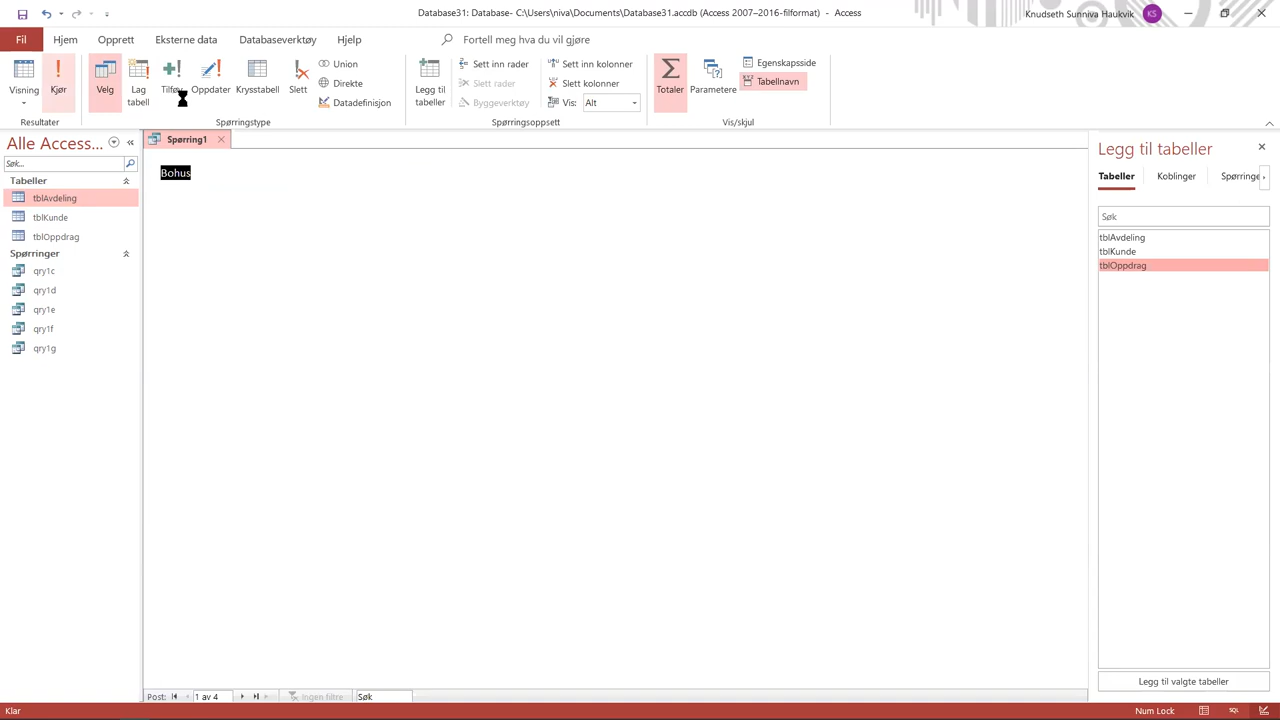 Database31: Database- C:\Users\niva\Documents\Database31.accdb (Access 2007–2016-filformat) - Access
Knudseth Sunniva Haukvik KS
Fil Hjem Opprett Eksterne data Databaseverktøy Hjelp Fortell meg hva du vil gjøre
Visning Kjør
Velg Lag tabell Tilføy Oppdater Krysstabell Slett
Union
Direkte
Datadefinisjon
Legg til tabeller
Sett inn rader
Slett rader
Byggeverktøy
Sett inn kolonner
Slett kolonner
Vis: Alt
Totaler Parametere
Egenskapsside
Tabellnavn
Resultater Spørringstype Spørringsoppsett Vis/skjul
Alle Access...
Søk...
Tabeller
tblAvdeling
tblKunde
tblOppdrag
Spørringer
qry1c
qry1d
qry1e
qry1f
qry1g
Spørring1
Bohus
Post: 1 av 4 Ingen filtre Søk
Legg til tabeller
Tabeller Koblinger Spørringe
Søk
tblAvdeling
tblKunde
tblOppdrag
Legg til valgte tabeller
Klar Num Lock SQL